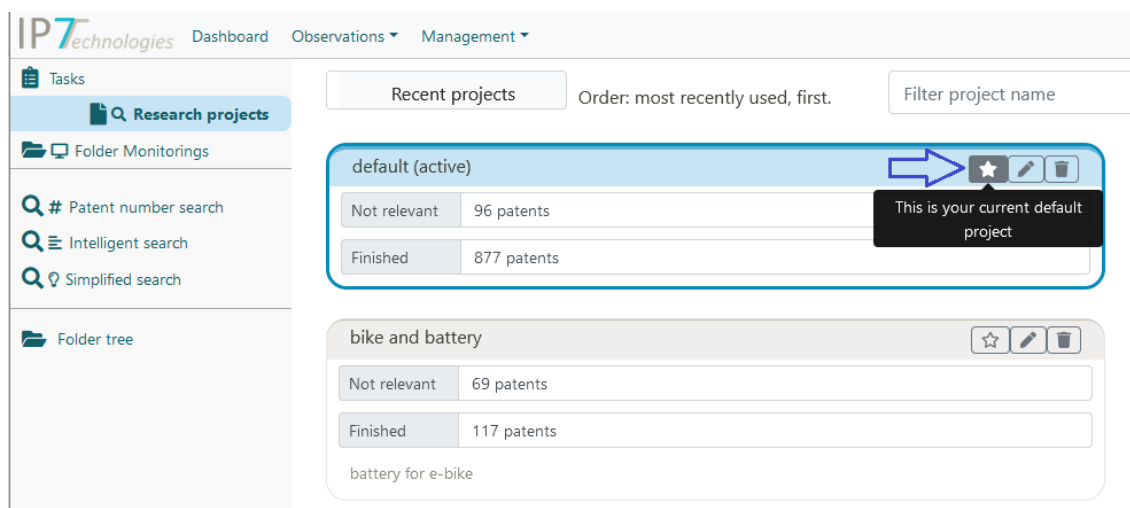 IP7Technologies Dashboard Observations Management
Tasks
Research projects
Folder Monitorings
# Patent number search
Intelligent search
Simplified search
Folder tree
Recent projects
Order: most recently used, first.
Filter project name
default (active)
This is your current default
project
Not relevant 96 patents
Finished 877 patents
bike and battery
Not relevant 69 patents
Finished 117 patents
battery for e-bike